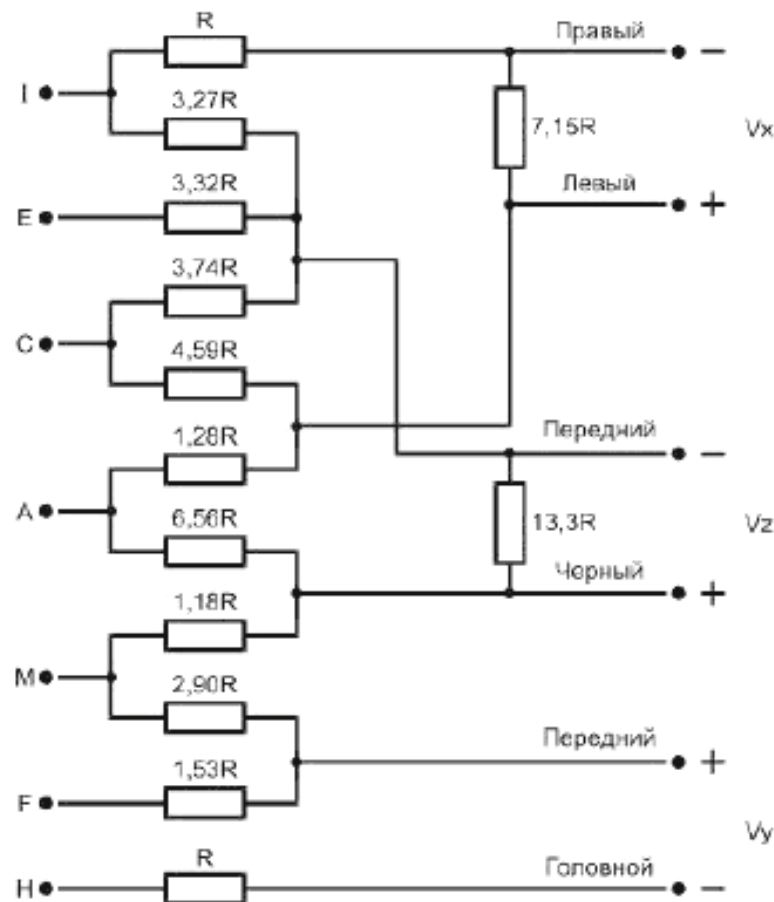 R
Правый
−
I
3,27R
7,15R
Vx
3,32R
Левый
+
E
3,74R
C
4,59R
1,28R
Передний
−
A
6,56R
13,3R
Vz
Черный
+
1,18R
M
2,90R
Передний
+
1,53R
F
Vy
R
Головной
−
H